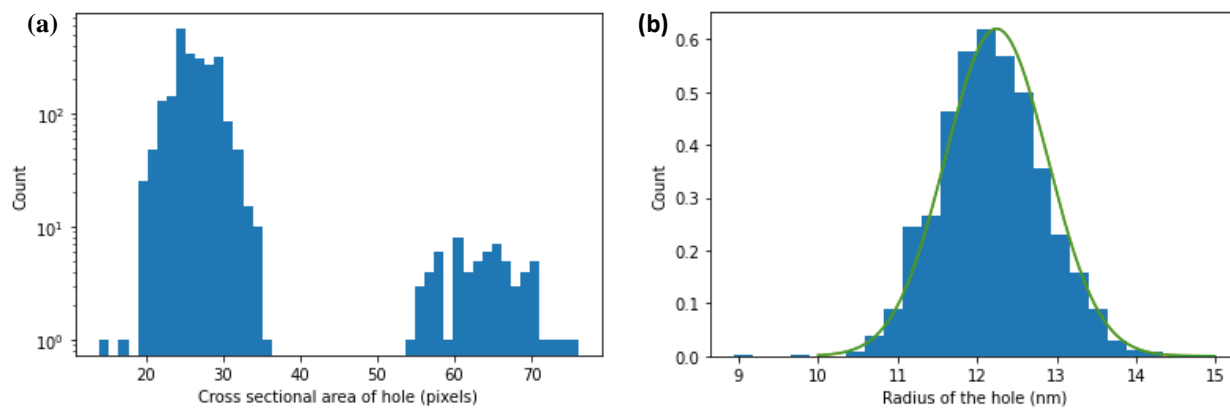 (a)
Count
10²
10¹
10⁰
20 30 40 50 60 70
Cross sectional area of hole (pixels)
(b)
Count
0.6
0.5
0.4
0.3
0.2
0.1
0.0
9 10 11 12 13 14 15
Radius of the hole (nm)